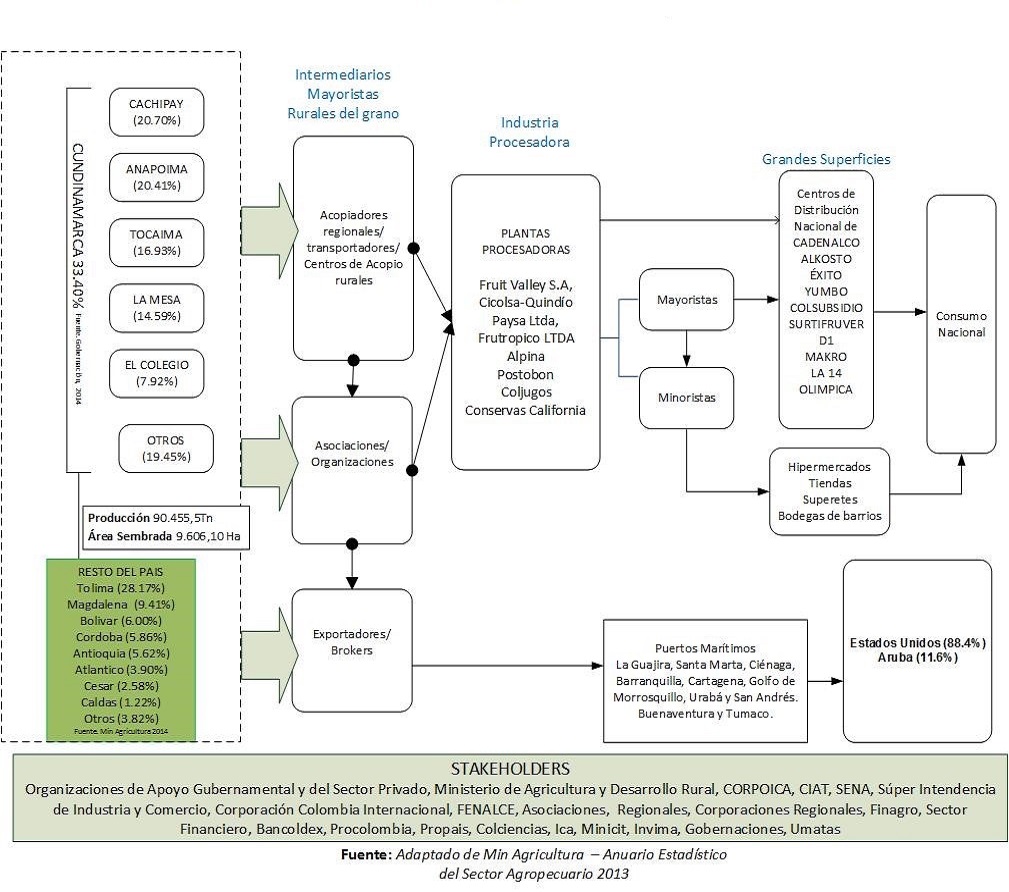 CUNDINAMARCA 33.40% Fuente. Gobernación, 2014
CACHIPAY
(20.70%)
ANAPOIMA
(20.41%)
TOCAIMA
(16.93%)
LA MESA
(14.59%)
EL COLEGIO
(7.92%)
OTROS
(19.45%)
Producción 90.455,5Tn
Área Sembrada 9.606,10 Ha
RESTO DEL PAIS
Tolima (28.17%)
Magdalena (9.41%)
Bolivar (6.00%)
Cordoba (5.86%)
Antioquia (5.62%)
Atlantico (3.90%)
Cesar (2.58%)
Caldas (1.22%)
Otros (3.82%)
Fuente. Min Agricultura 2014
Intermediarios
Mayoristas
Rurales del grano
Acopiadores
regionales/
transportadores/
Centros de Acopio
rurales
Asociaciones/
Organizaciones
Exportadores/
Brokers
Industria
Procesadora
PLANTAS
PROCESADORAS
Fruit Valley S.A,
Cicolsa-Quindío
Paysa Ltda,
Frutropico LTDA
Alpina
Postobon
Coljugos
Conservas California
Mayoristas
Minoristas
Grandes Superficies
Centros de
Distribución
Nacional de
CADENALCO
ALKOSTO
ÉXITO
YUMBO
COLSUBSIDIO
SURTIFRUVER
D1
MAKRO
LA 14
OLIMPICA
Hipermercados
Tiendas
Superetes
Bodegas de barrios
Consumo
Nacional
Puertos Marítimos
La Guajira, Santa Marta, Ciénaga,
Barranquilla, Cartagena, Golfo de
Morrosquillo, Urabá y San Andrés.
Buenaventura y Tumaco.
Estados Unidos (88.4%)
Aruba (11.6%)
STAKEHOLDERS
Organizaciones de Apoyo Gubernamental y del Sector Privado, Ministerio de Agricultura y Desarrollo Rural, CORPOICA, CIAT, SENA, Súper Intendencia
de Industria y Comercio, Corporación Colombia Internacional, FENALCE, Asociaciones, Regionales, Corporaciones Regionales, Finagro, Sector
Financiero, Bancoldex, Procolombia, Propais, Colciencias, Ica, Minicit, Invima, Gobernaciones, Umatas
Fuente: Adaptado de Min Agricultura – Anuario Estadístico
del Sector Agropecuario 2013